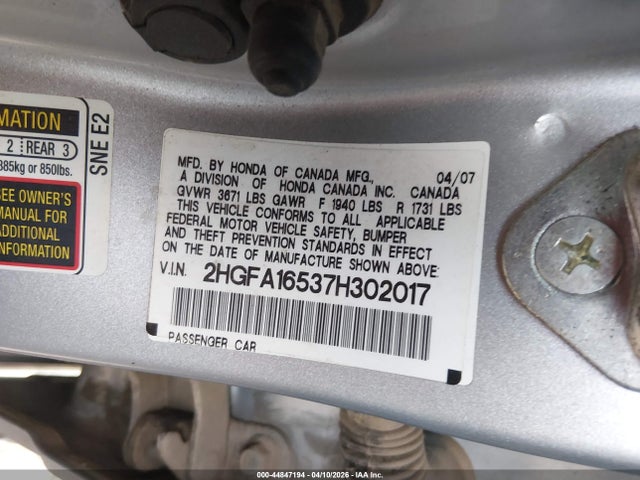 MATION
2 REAR 3
385kg or 850lbs.
SEE OWNER'S
MANUAL FOR
ADDITIONAL
INFORMATION
SNE E2
MFD. BY HONDA OF CANADA MFG., 04/07
A DIVISION OF HONDA CANADA INC. CANADA
GVWR 3671 LBS GAWR F 1940 LBS R 1731 LBS
THIS VEHICLE CONFORMS TO ALL APPLICABLE
FEDERAL MOTOR VEHICLE SAFETY, BUMPER
AND THEFT PREVENTION STANDARDS IN EFFECT
ON THE DATE OF MANUFACTURE SHOWN ABOVE
V.I.N. 2HGFA16537H302017
PASSENGER CAR
000-44847194 - 04/10/2026 - IAAI.COM